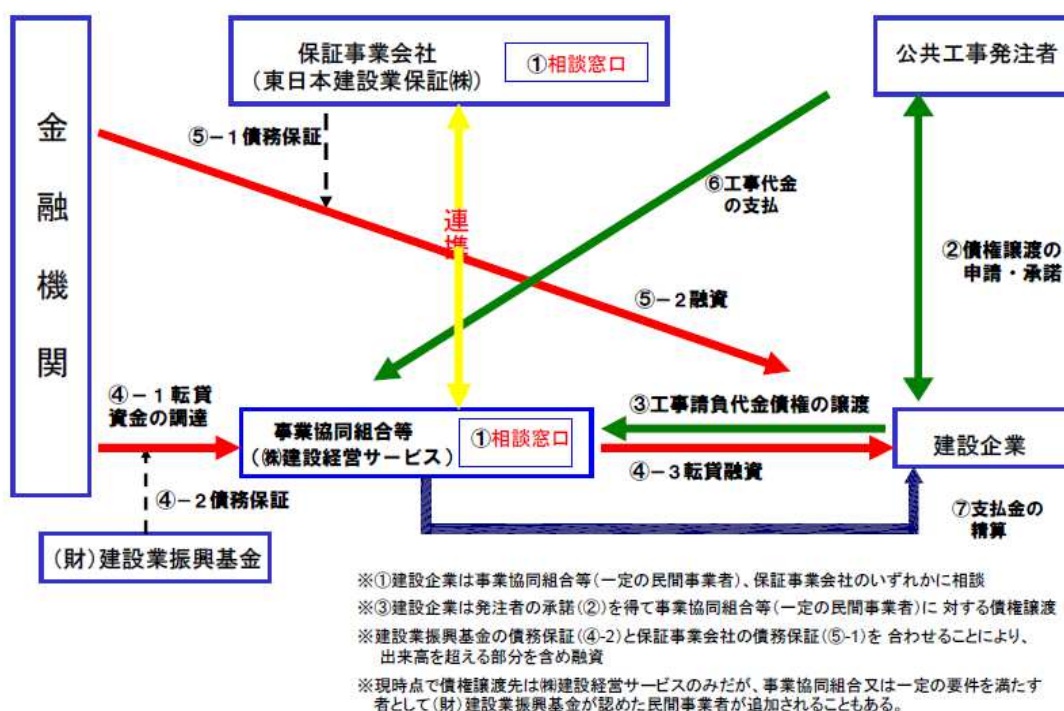 金
融
機
関
保証事業会社
(東日本建設業保証㈱)
①相談窓口
公共工事発注者
⑤-1債務保証
連携
⑥工事代金
の支払
②債権譲渡の
申請・承諾
⑤-2融資
④-1転貸
資金の調達
③工事請負代金債権の譲渡
事業協同組合等
(㈱建設経営サービス)
①相談窓口
建設企業
④-3転貸融資
④-2債務保証
⑦支払金の
精算
(財)建設業振興基金
※①建設企業は事業協同組合等(一定の民間事業者)、保証事業会社のいずれかに相談
※③建設企業は発注者の承諾(②)を得て事業協同組合等(一定の民間事業者)に 対する債権譲渡
※建設業振興基金の債務保証(④-2)と保証事業会社の債務保証(⑤-1)を 合わせることにより、
出来高を超える部分を含め融資
※現時点で債権譲渡先は㈱建設経営サービスのみだが、事業協同組合又は一定の要件を満たす
者として(財)建設業振興基金が認めた民間事業者が追加されることもある。